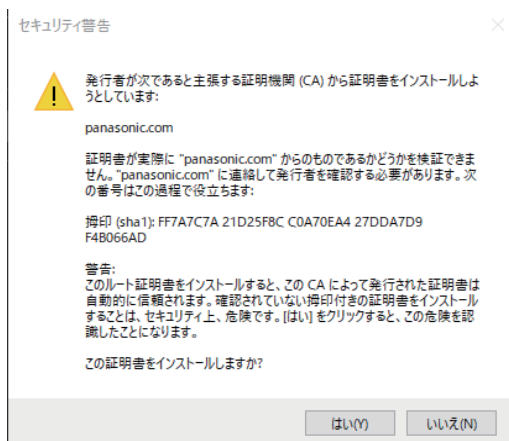 セキュリティ警告
発行者が次であると主張する証明機関 (CA) から証明書をインストールしよ
うとしています:
panasonic.com
証明書が実際に "panasonic.com" からのものであるかどうかを検証できま
せん。"panasonic.com" に連絡して発行者を確認する必要があります。次
の番号はこの過程で役立ちます:
拇印 (sha1): FF7A7C7A 21D25F8C C0A70EA4 27DDA7D9
F4B066AD
警告:
このルート証明書をインストールすると、この CA によって発行された証明書は
自動的に信頼されます。確認されていない拇印付きの証明書をインストール
することは、セキュリティ上、危険です。[はい] をクリックすると、この危険を認
識したことになります。
この証明書をインストールしますか?
はい(Y)
いいえ(N)